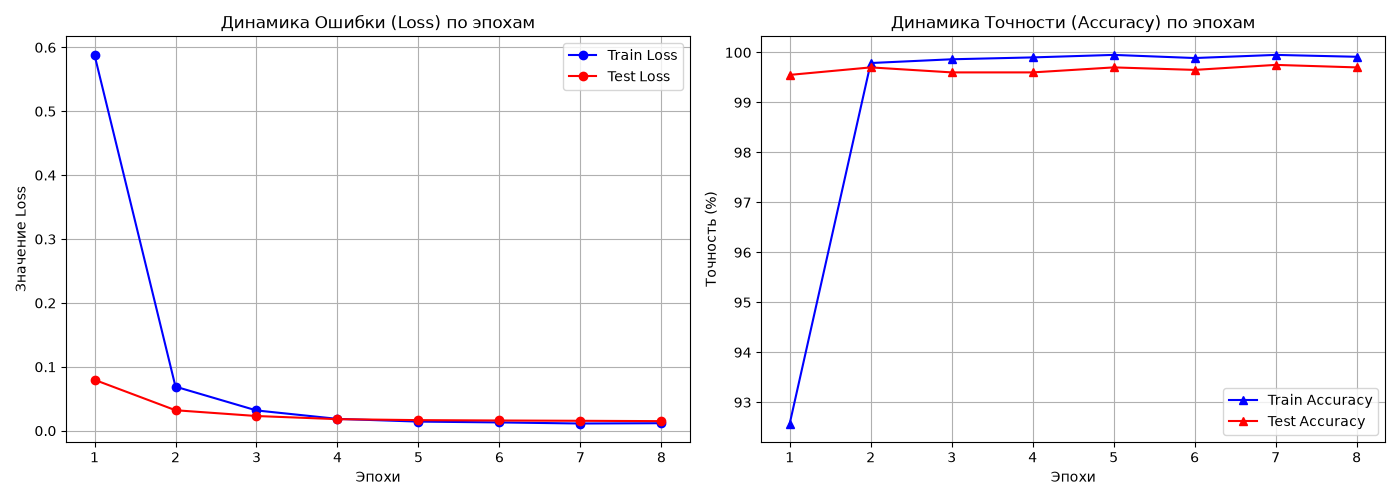 Динамика Ошибки (Loss) по эпохам
0.6
0.5
0.4
0.3
0.2
0.1
0.0
Значение Loss
Train Loss
Test Loss
1 2 3 4 5 6 7 8
Эпохи
Динамика Точности (Accuracy) по эпохам
100
99
98
97
96
95
94
93
Точность (%)
Train Accuracy
Test Accuracy
1 2 3 4 5 6 7 8
Эпохи